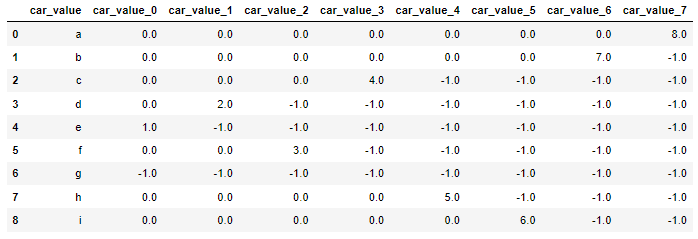 car_value car_value_0 car_value_1 car_value_2 car_value_3 car_value_4 car_value_5 car_value_6 car_value_7
0 a 0.0 0.0 0.0 0.0 0.0 0.0 0.0 8.0
1 b 0.0 0.0 0.0 0.0 0.0 0.0 7.0 -1.0
2 c 0.0 0.0 0.0 4.0 -1.0 -1.0 -1.0 -1.0
3 d 0.0 2.0 -1.0 -1.0 -1.0 -1.0 -1.0 -1.0
4 e 1.0 -1.0 -1.0 -1.0 -1.0 -1.0 -1.0 -1.0
5 f 0.0 0.0 3.0 -1.0 -1.0 -1.0 -1.0 -1.0
6 g -1.0 -1.0 -1.0 -1.0 -1.0 -1.0 -1.0 -1.0
7 h 0.0 0.0 0.0 0.0 5.0 -1.0 -1.0 -1.0
8 i 0.0 0.0 0.0 0.0 0.0 6.0 -1.0 -1.0